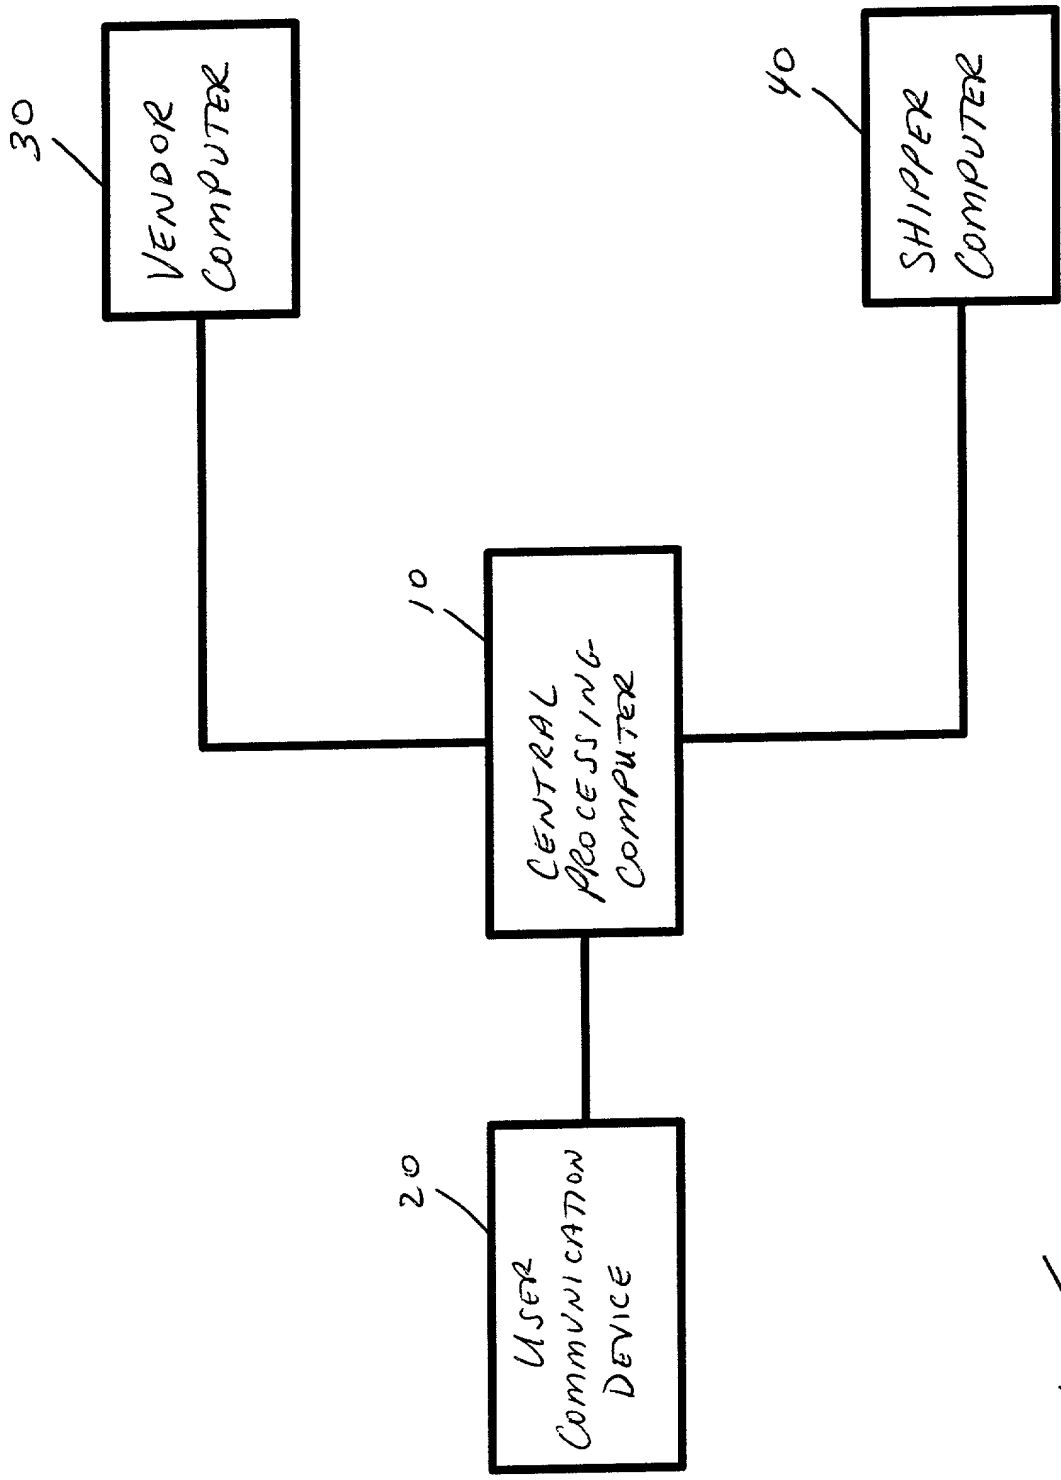 30
VENDOR
COMPUTER
10
CENTRAL
PROCESSING
COMPUTER
20
USER
COMMUNICATION
DEVICE
40
SHIPPER
COMPUTER